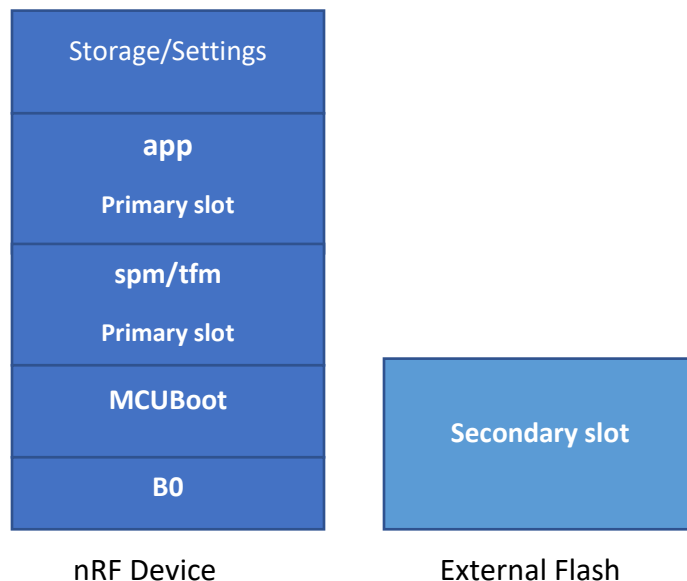 Storage/Settings
app
Primary slot
spm/tfm
Primary slot
MCUBoot
B0
Secondary slot
nRF Device
External Flash